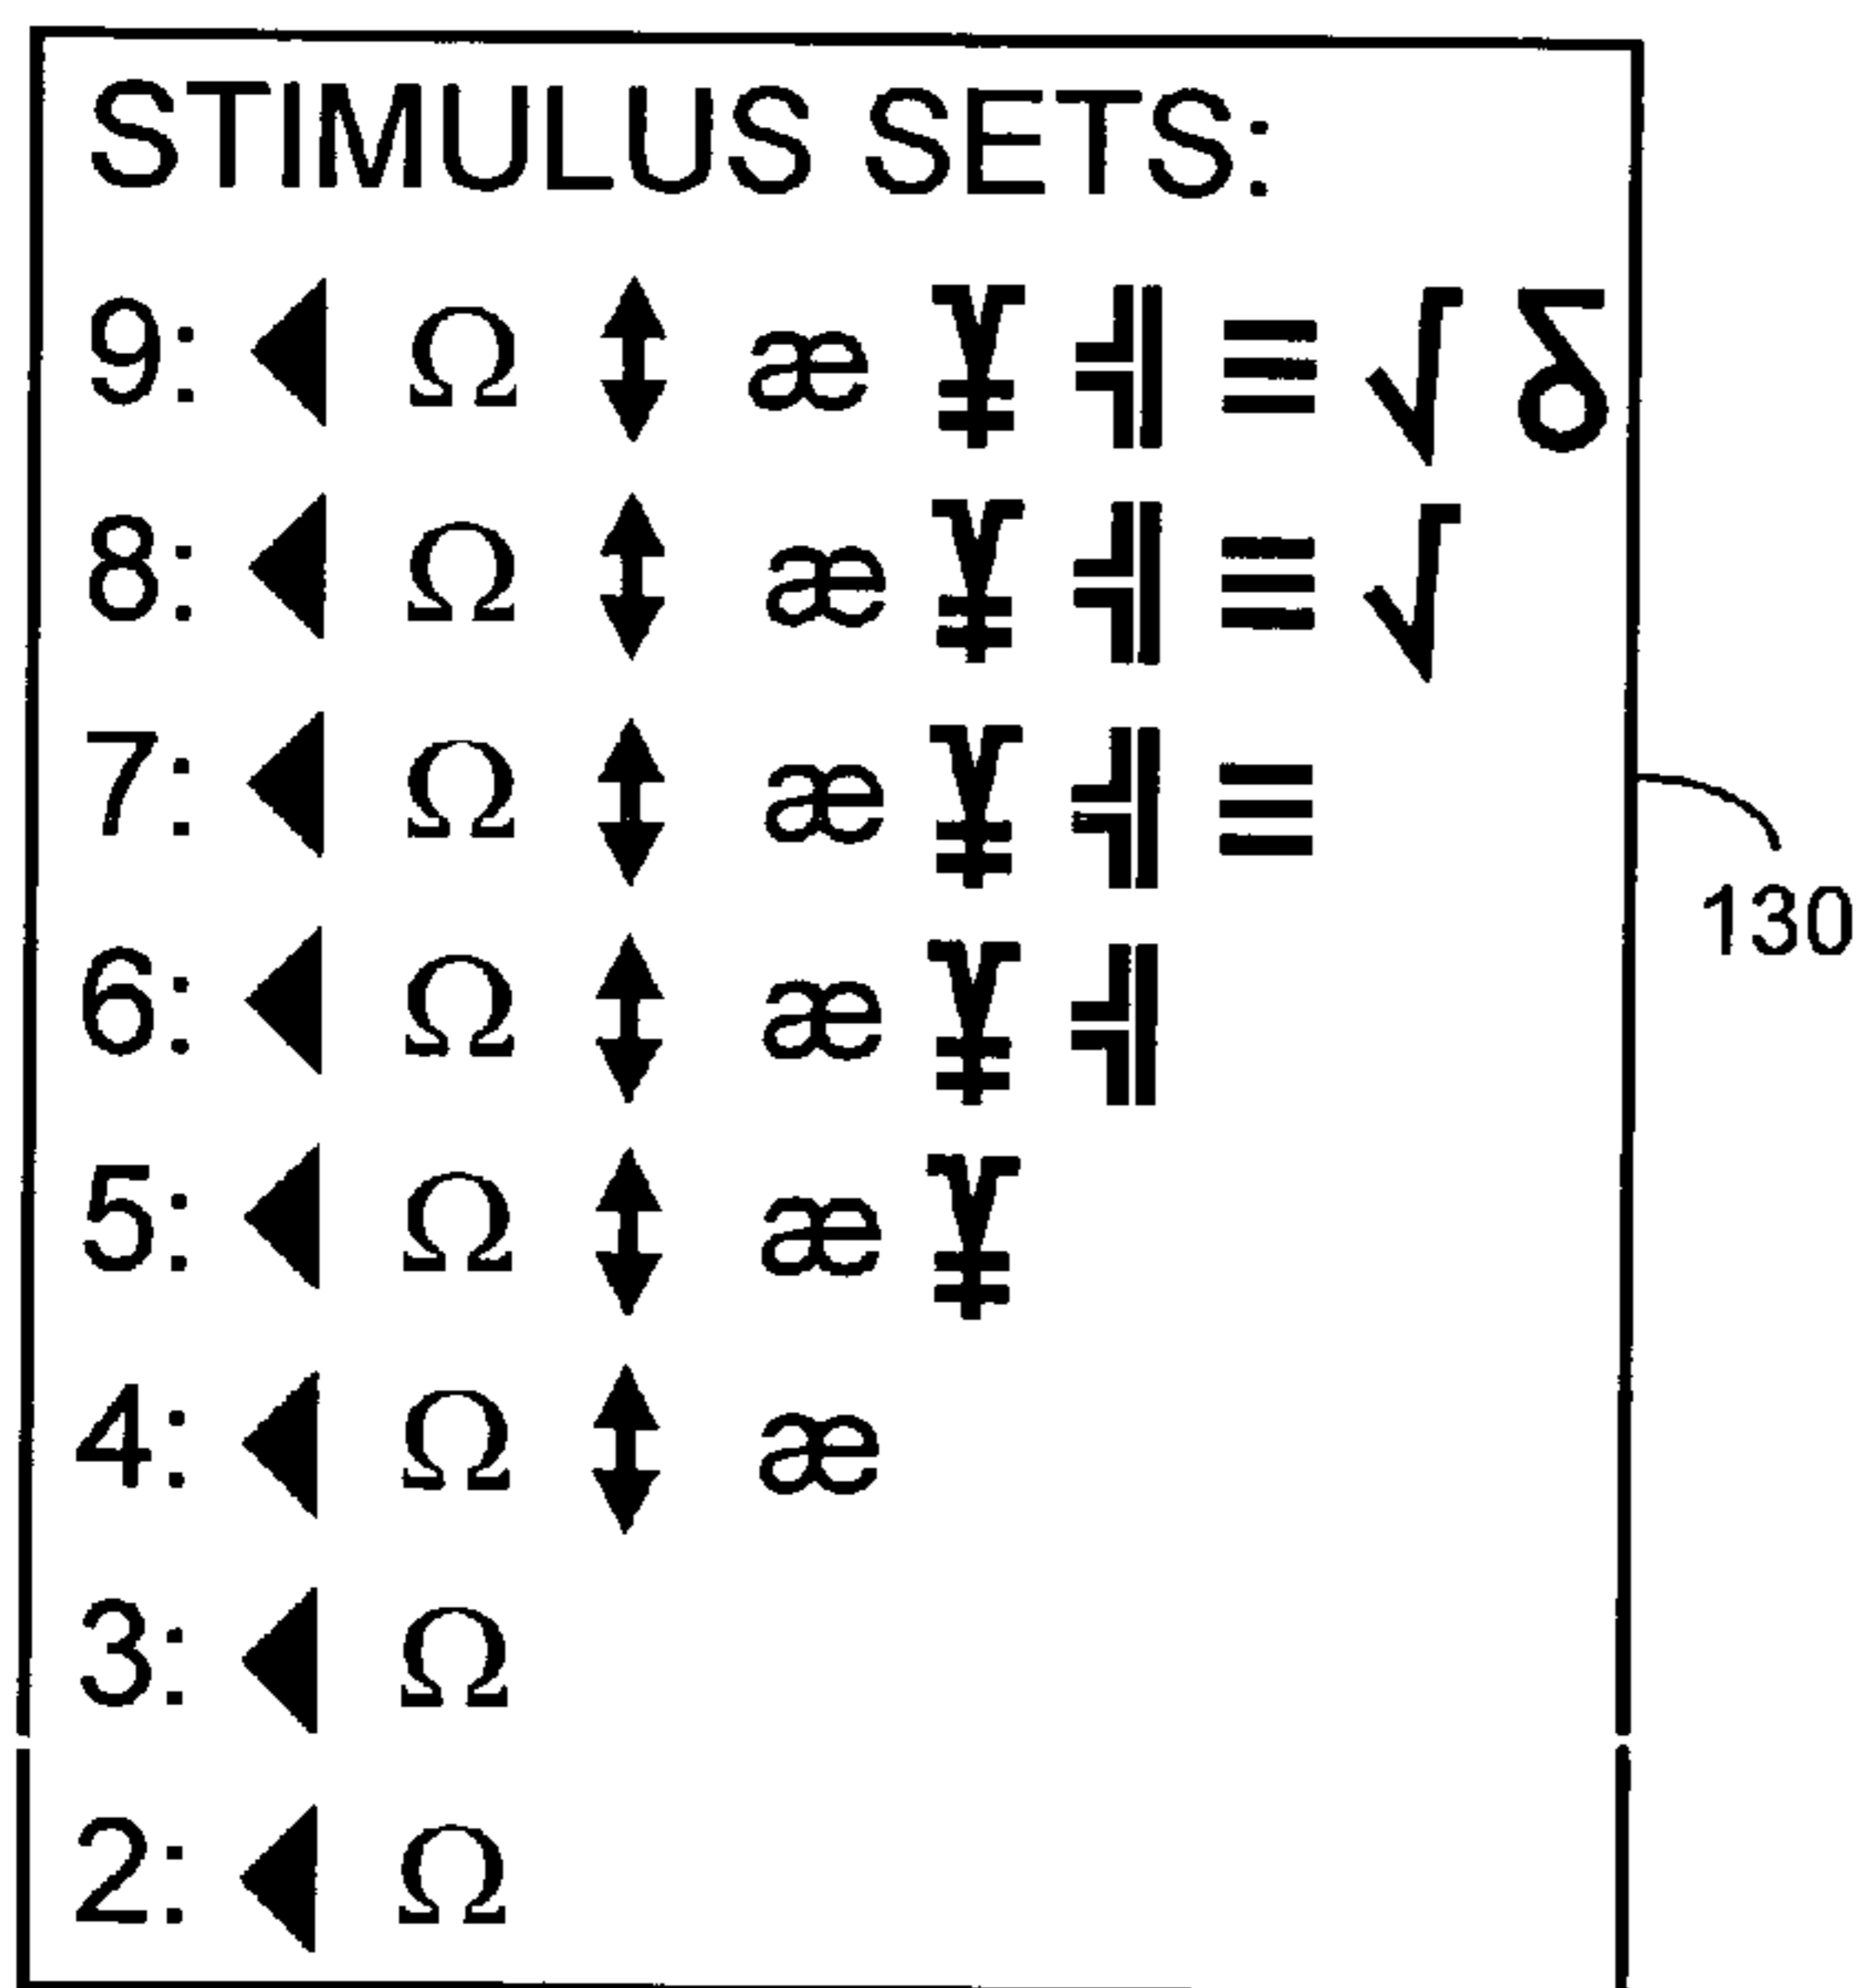 STIMULUS SETS:
9: ◀ Ω ↕ æ ¥ ╣ ≡ √ δ
8: ◀ Ω ↕ æ ¥ ╣ ≡ √
7: ◀ Ω ↕ æ ¥ ╣ ≡
130
6: ◀ Ω ↕ æ ¥ ╣
5: ◀ Ω ↕ æ ¥
4: ◀ Ω ↕ æ
3: ◀ Ω
2: ◀ Ω